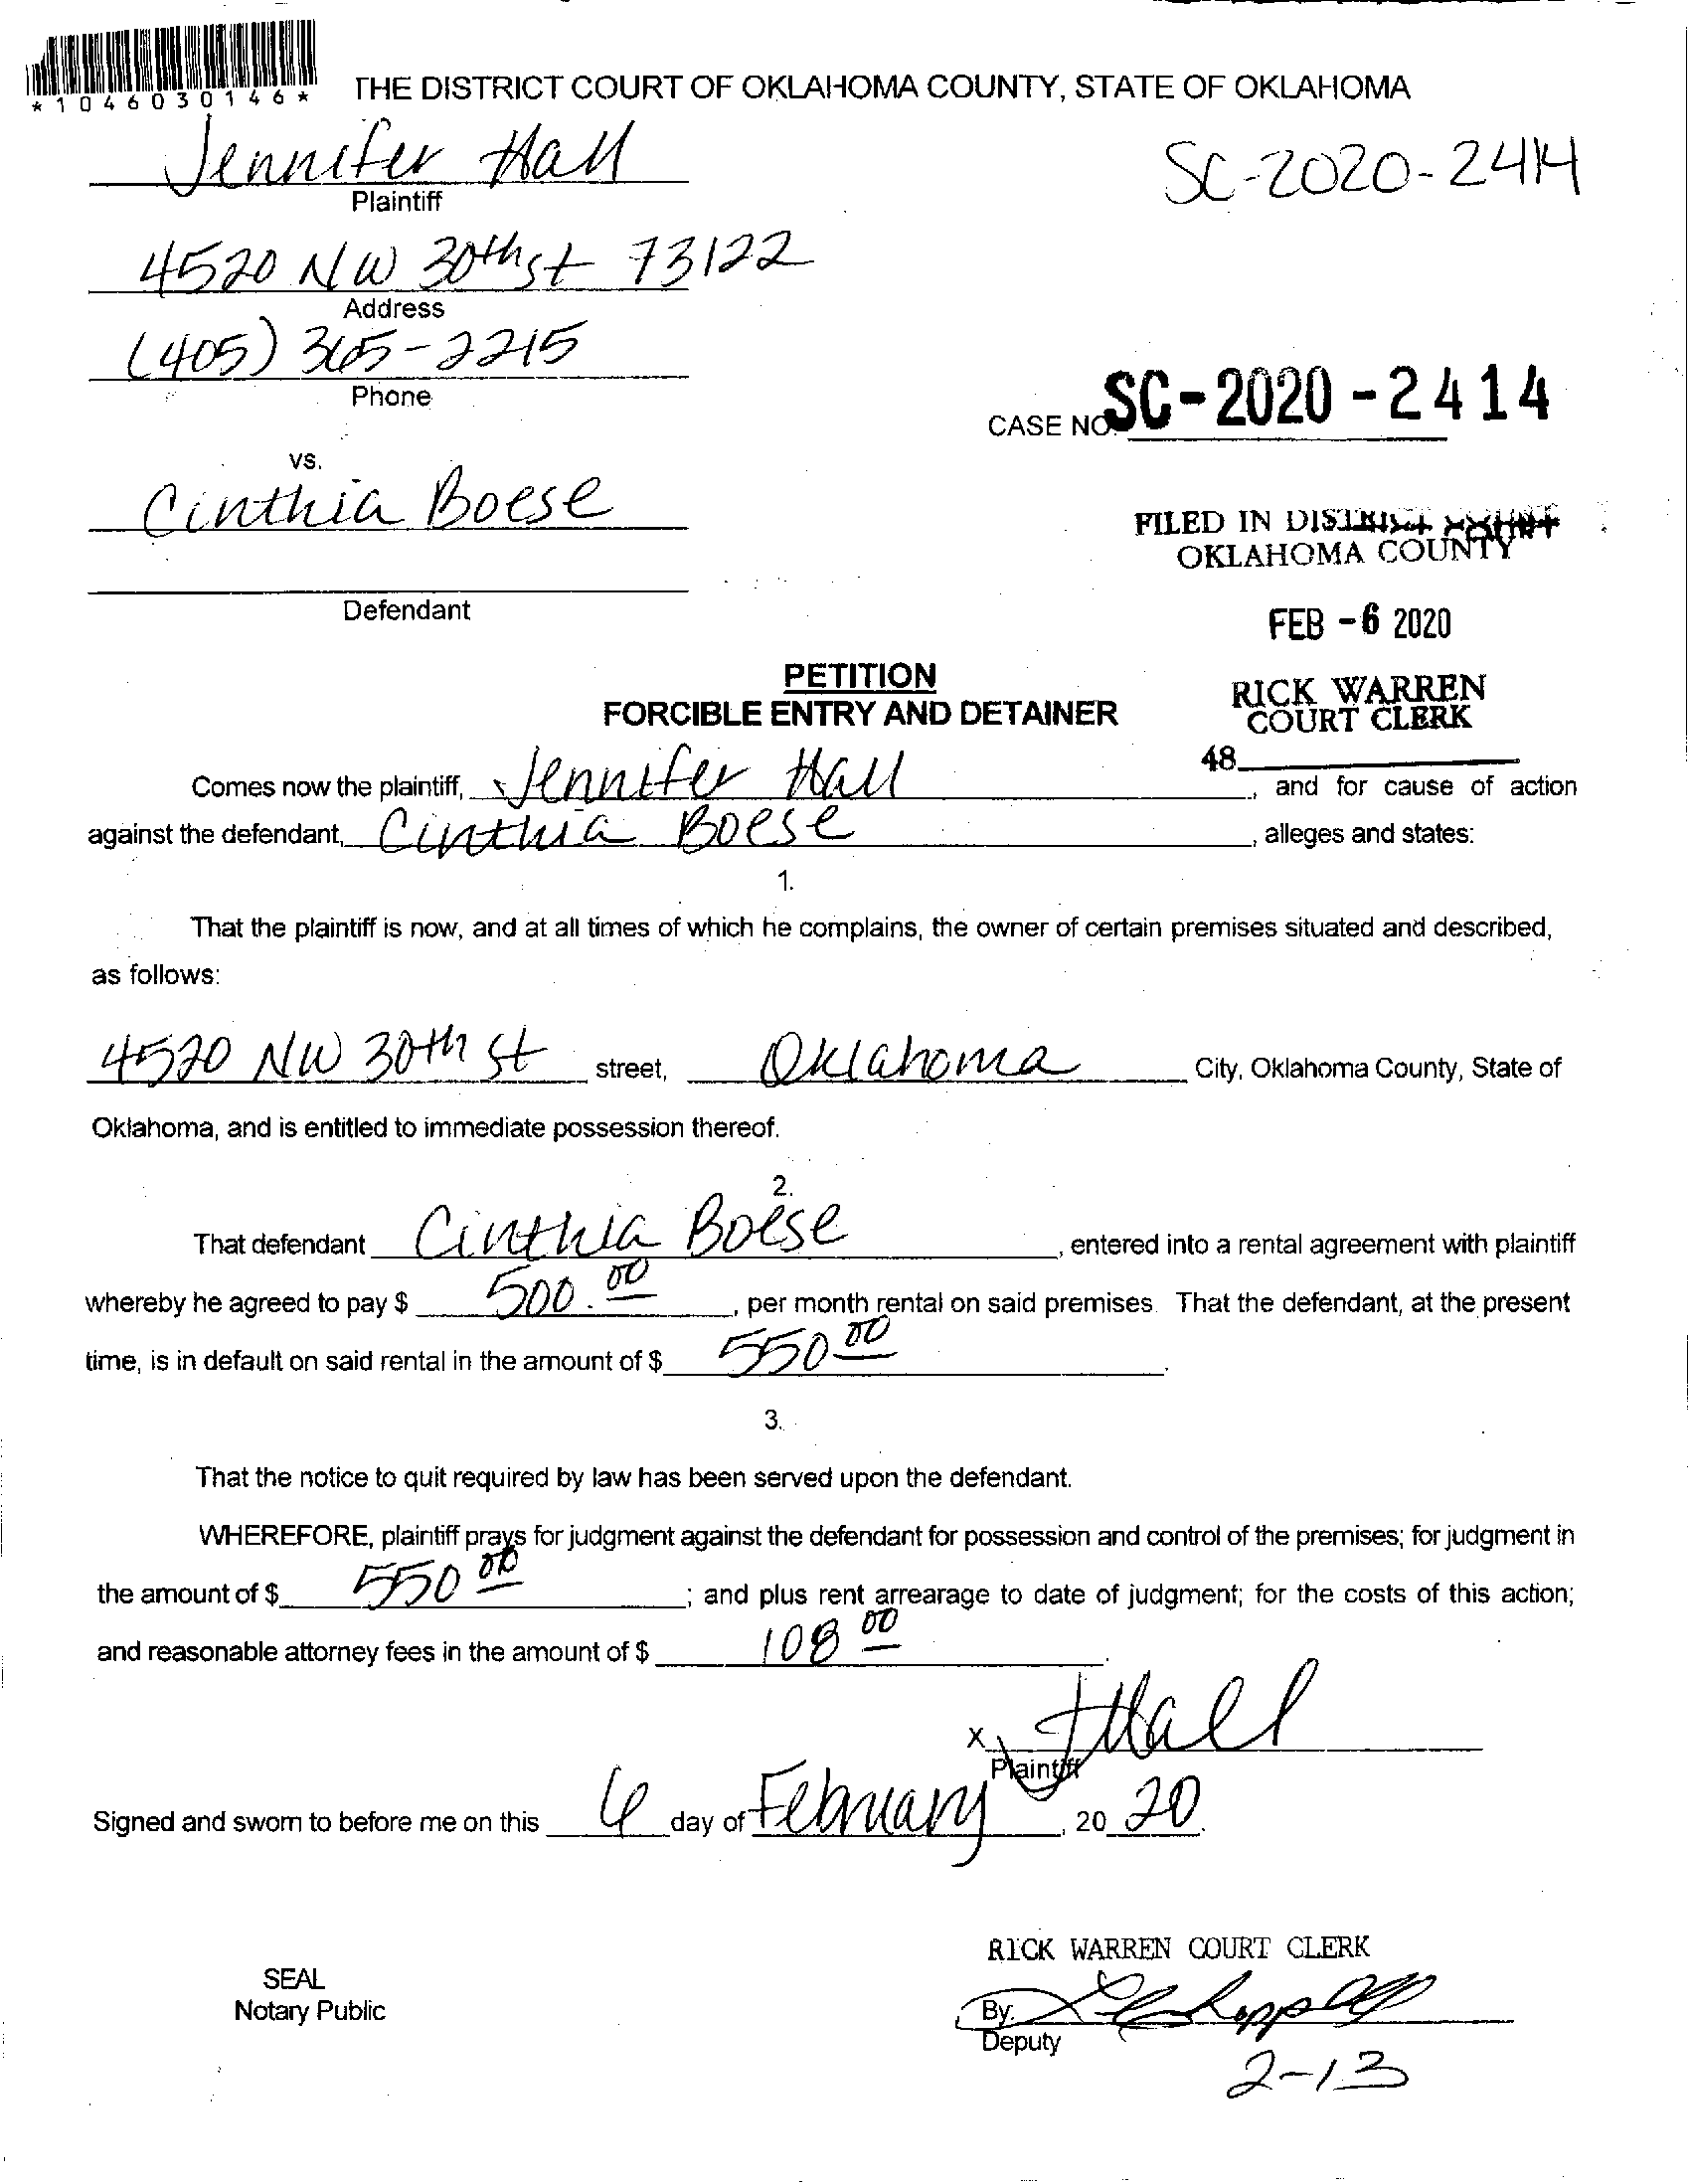 *1046030146*
THE DISTRICT COURT OF OKLAHOMA COUNTY, STATE OF OKLAHOMA
Jennifer Hall
Plaintiff
SC-2020-2414
4520 NW 30th st 73122
Address
(405) 365-2215
Phone
CASE NO. SC-2020-2414
vs.
Cinthia Boese
Defendant
FILED IN DISTRICT COURT
OKLAHOMA COUNTY
FEB -6 2020
RICK WARREN
COURT CLERK
48
PETITION
FORCIBLE ENTRY AND DETAINER
Comes now the plaintiff, Jennifer Hall, and for cause of action
against the defendant, Cinthia Boese, alleges and states:
1.
That the plaintiff is now, and at all times of which he complains, the owner of certain premises situated and described,
as follows:
4520 NW 30th St street, Oklahoma City, Oklahoma County, State of
Oklahoma, and is entitled to immediate possession thereof.
2.
That defendant Cinthia Boese, entered into a rental agreement with plaintiff
whereby he agreed to pay $ 500.00, per month rental on said premises. That the defendant, at the present
time, is in default on said rental in the amount of $ 550 00.
3.
That the notice to quit required by law has been served upon the defendant.
WHEREFORE, plaintiff prays for judgment against the defendant for possession and control of the premises; for judgment in
the amount of $ 550 00; and plus rent arrearage to date of judgment; for the costs of this action;
and reasonable attorney fees in the amount of $ 108 00.
X JHall
Plaintiff
Signed and sworn to before me on this 6 day of February, 20 20.
RICK WARREN COURT CLERK
SEAL
Notary Public
By:
Deputy
2-13